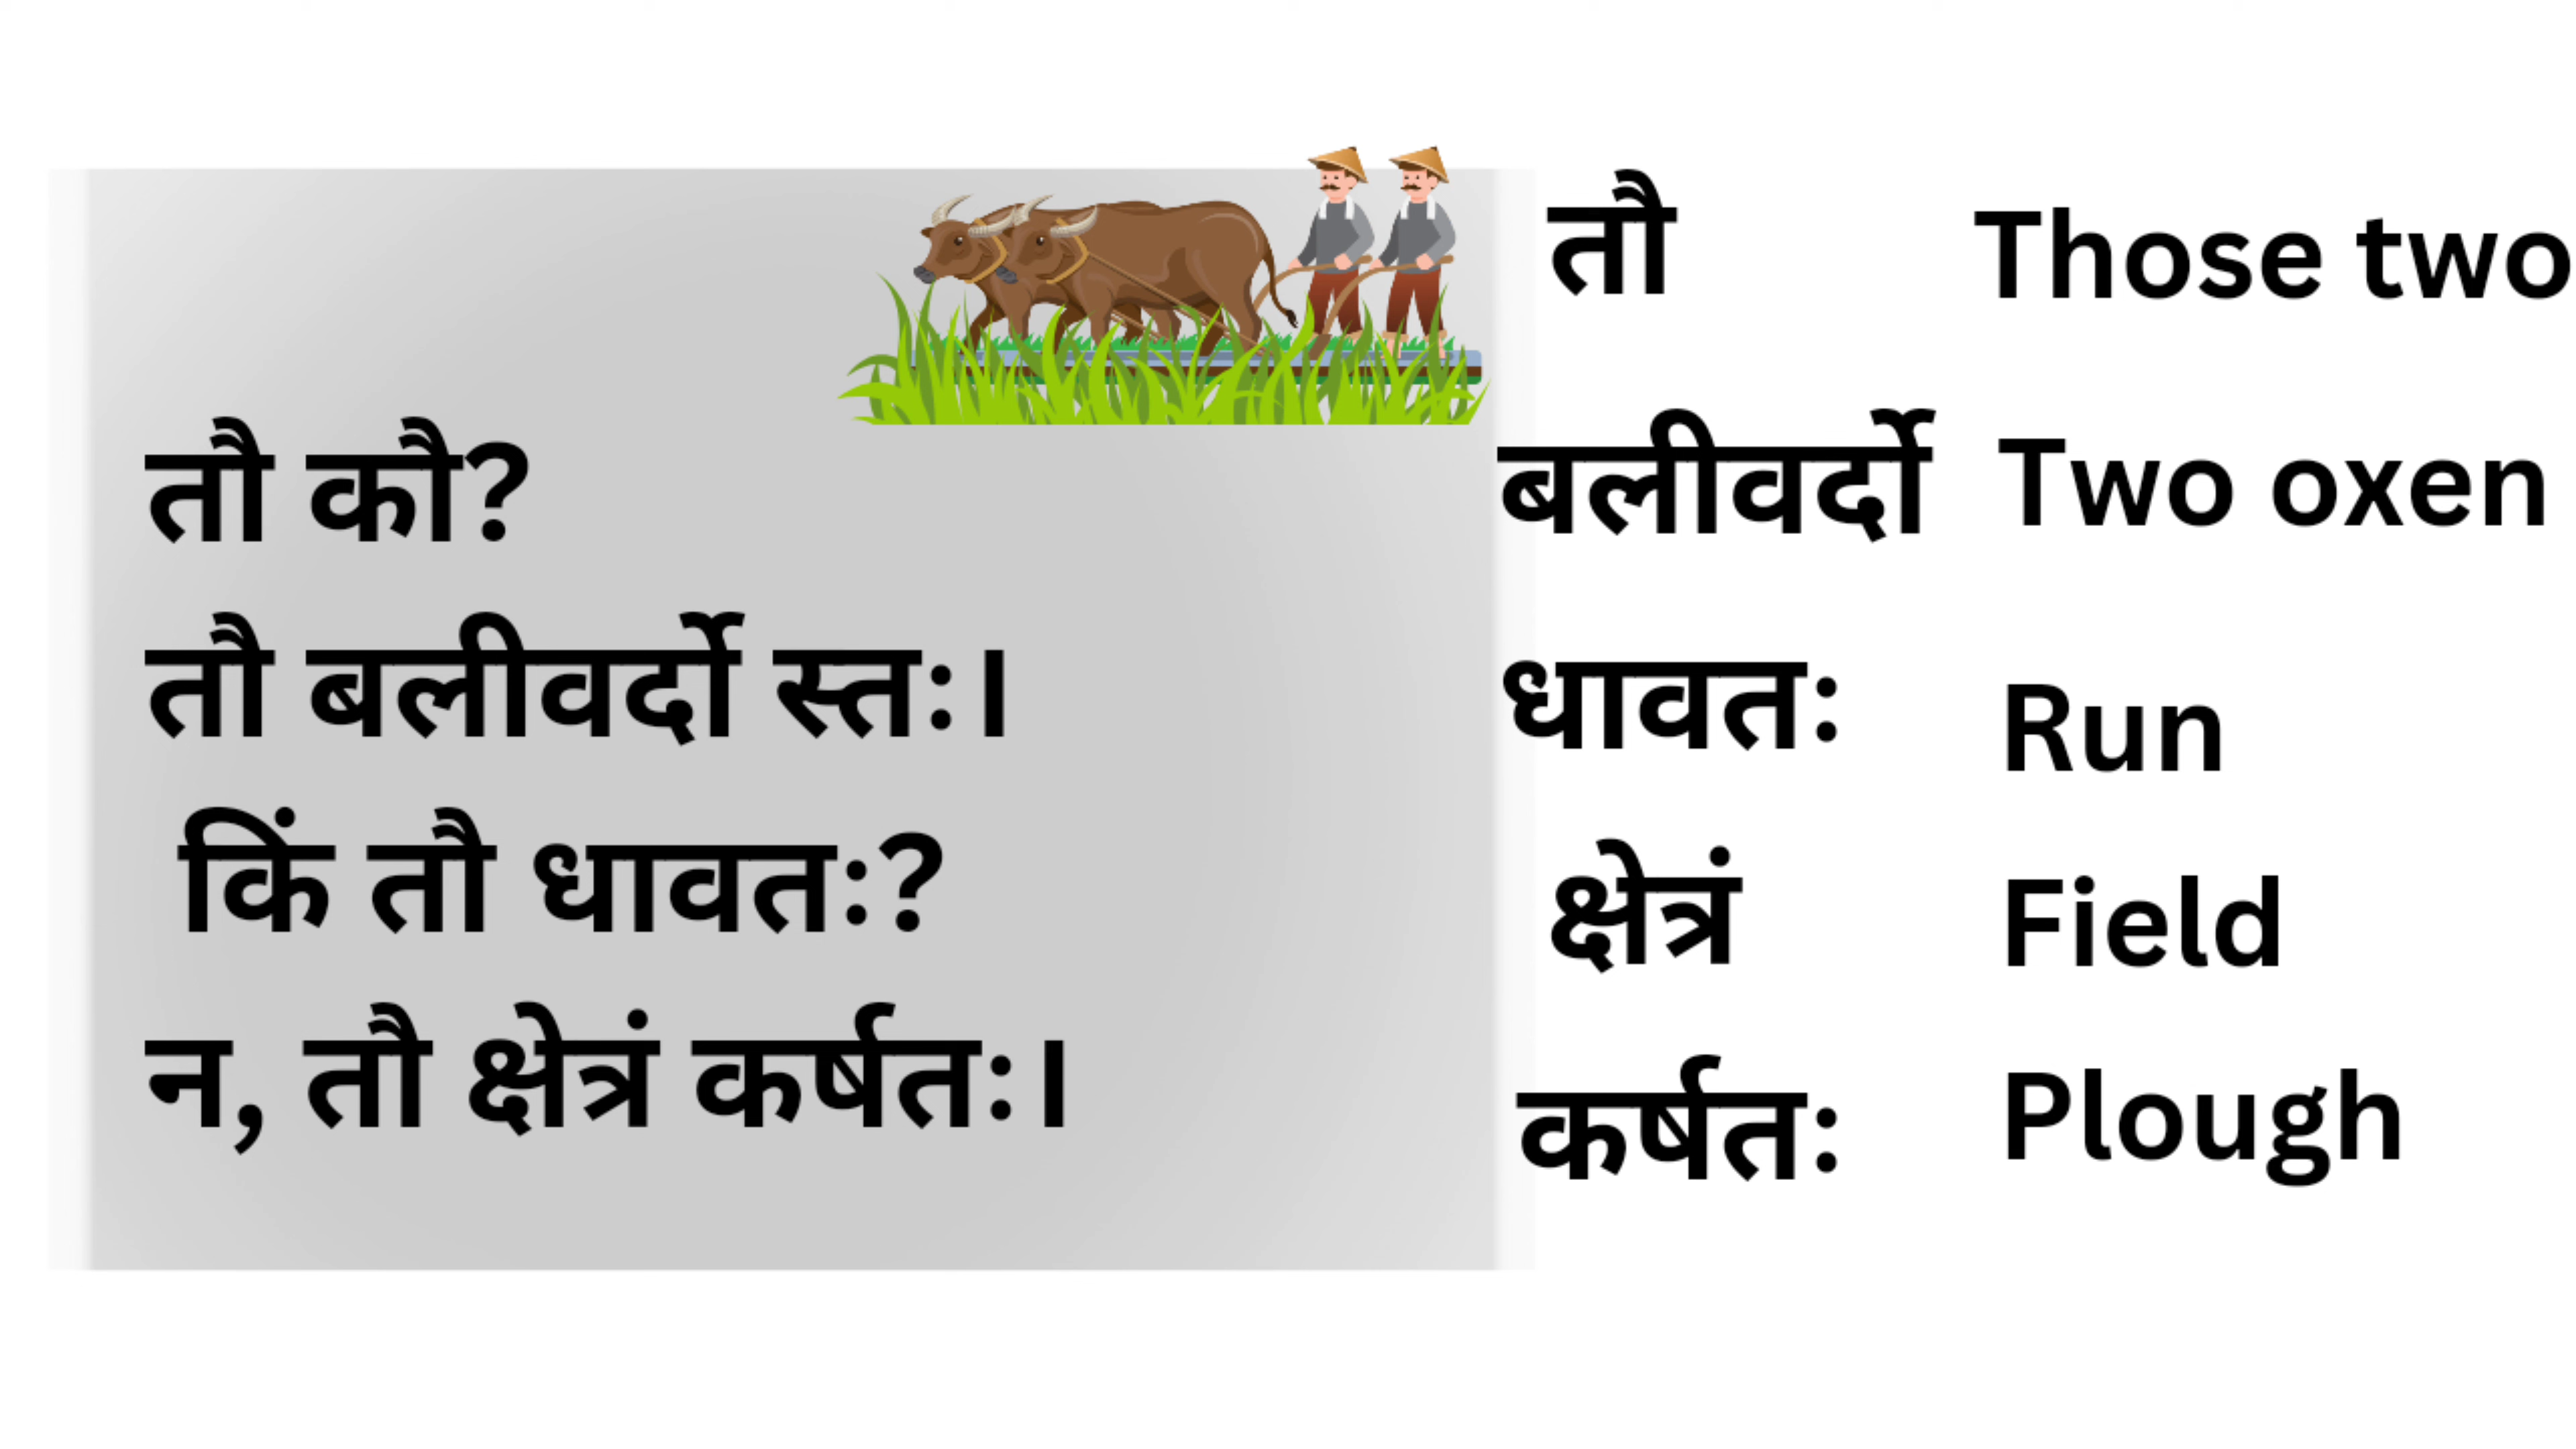 तौ कौ?
तौ बलीवर्दो स्तः।
किं तौ धावतः?
न, तौ क्षेत्रं कर्षतः।
तौ Those two
बलीवर्दो Two oxen
धावतः Run
क्षेत्रं Field
कर्षतः Plough